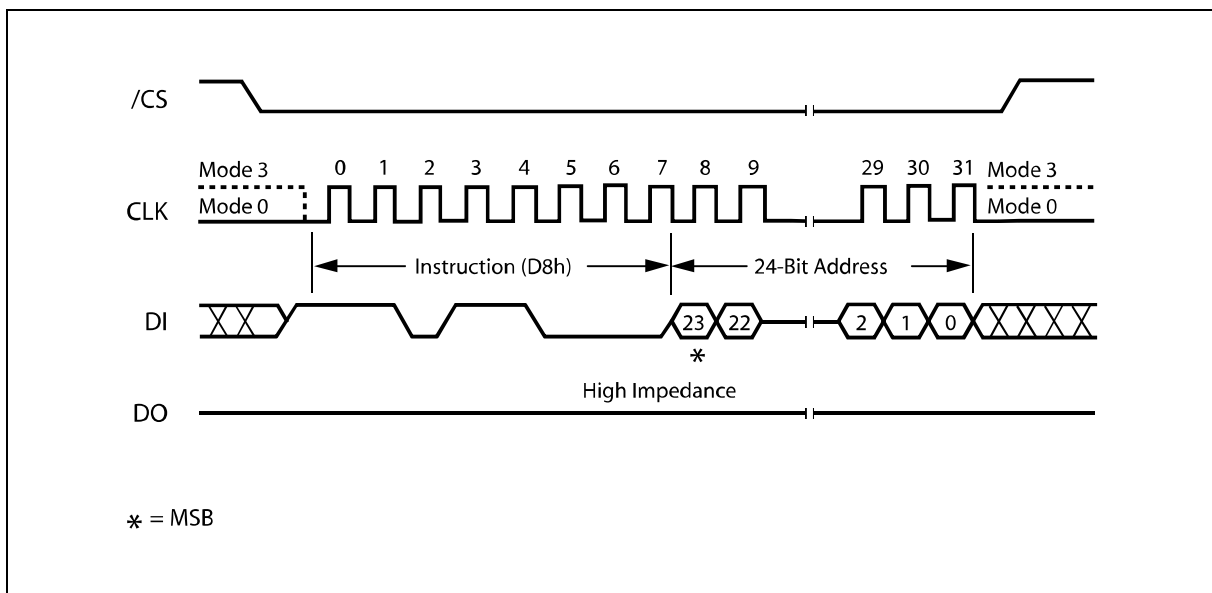 /CS
Mode 3 0 1 2 3 4 5 6 7 8 9 29 30 31 Mode 3
CLK Mode 0 Mode 0
Instruction (D8h) 24-Bit Address
DI 23 22 2 1 0
*
High Impedance
DO
* = MSB